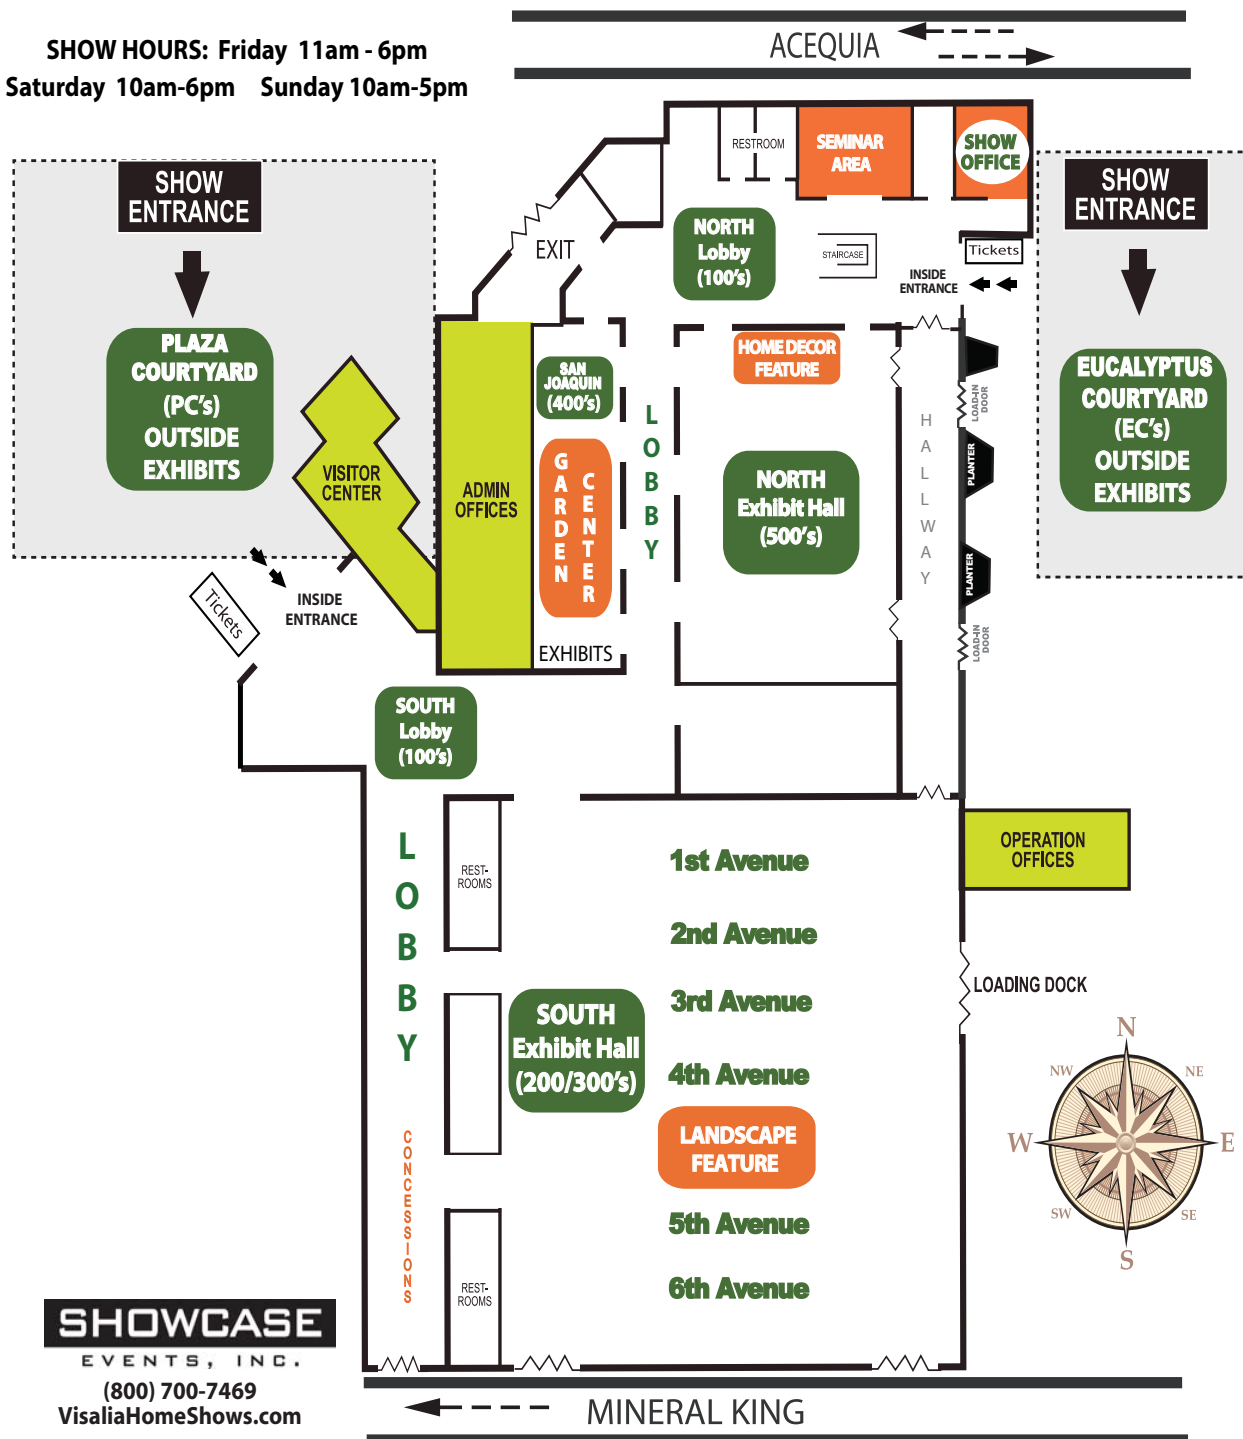 SHOW HOURS: Friday 11am - 6pm
Saturday 10am-6pm Sunday 10am-5pm
ACEQUIA
SHOW
ENTRANCE
PLAZA
COURTYARD
(PC's)
OUTSIDE
EXHIBITS
VISITOR
CENTER
INSIDE
ENTRANCE
Tickets
EXIT
RESTROOM
SEMINAR
AREA
SHOW
OFFICE
NORTH
Lobby
(100's)
STAIRCASE
Tickets
INSIDE
ENTRANCE
SHOW
ENTRANCE
EUCALYPTUS
COURTYARD
(EC's)
OUTSIDE
EXHIBITS
ADMIN
OFFICES
SAN
JOAQUIN
(400's)
GARDEN
CENTER
EXHIBITS
LOBBY
HOME DECOR
FEATURE
NORTH
Exhibit Hall
(500's)
HALLWAY
LOAD-IN
DOOR
PLANTER
PLANTER
LOAD-IN
DOOR
SOUTH
Lobby
(100's)
LOBBY
REST-
ROOMS
1st Avenue
2nd Avenue
3rd Avenue
SOUTH
Exhibit Hall
(200/300's)
4th Avenue
LANDSCAPE
FEATURE
5th Avenue
6th Avenue
CONCESSIONS
REST-
ROOMS
OPERATION
OFFICES
LOADING DOCK
N
NW NE
W E
SW SE
S
SHOWCASE
EVENTS, INC.
(800) 700-7469
VisaliaHomeShows.com
MINERAL KING